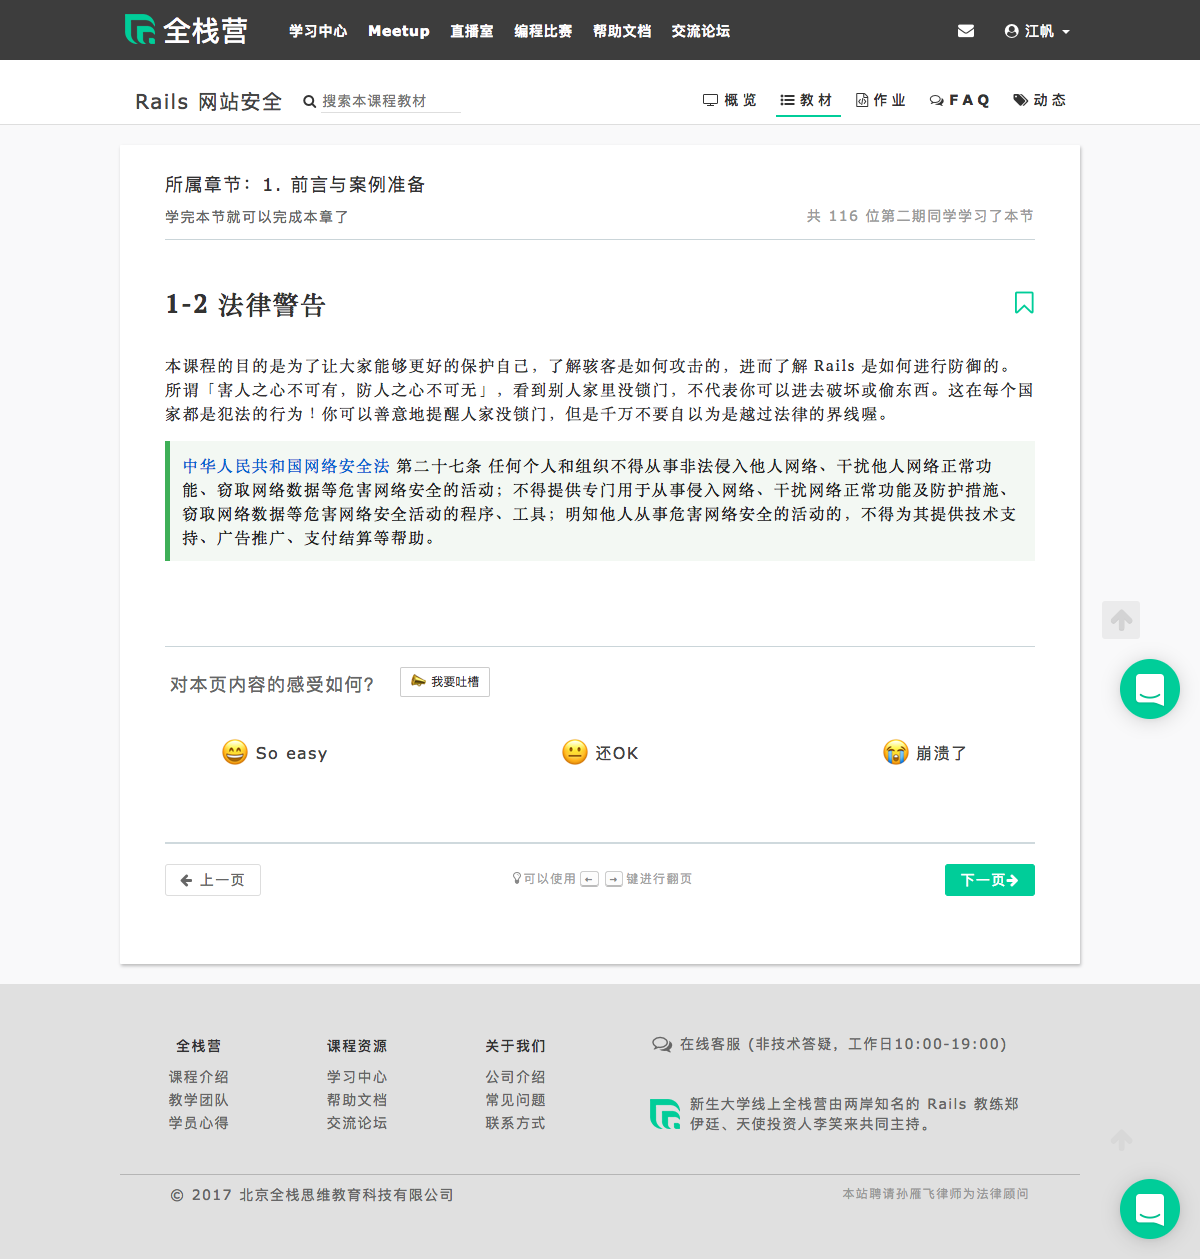 全栈营
学习中心 Meetup 直播室 编程比赛 帮助文档 交流论坛
江帆
Rails 网站安全
搜索本课程教材
概览 教材 作业 FAQ 动态
所属章节：1. 前言与案例准备
学完本节就可以完成本章了
共 116 位第二期同学学习了本节
1-2 法律警告
本课程的目的是为了让大家能够更好的保护自己，了解骇客是如何攻击的，进而了解 Rails 是如何进行防御的。
所谓「害人之心不可有，防人之心不可无」，看到别人家里没锁门，不代表你可以进去破坏或偷东西。这在每个国
家都是犯法的行为！你可以善意地提醒人家没锁门，但是千万不要自以为是越过法律的界线喔。
中华人民共和国网络安全法 第二十七条 任何个人和组织不得从事非法侵入他人网络、干扰他人网络正常功
能、窃取网络数据等危害网络安全的活动；不得提供专门用于从事侵入网络、干扰网络正常功能及防护措施、
窃取网络数据等危害网络安全活动的程序、工具；明知他人从事危害网络安全的活动的，不得为其提供技术支
持、广告推广、支付结算等帮助。
对本页内容的感受如何?
我要吐槽
So easy
还OK
崩溃了
上一页
可以使用 ← → 键进行翻页
下一页
全栈营
课程介绍
教学团队
学员心得
课程资源
学习中心
帮助文档
交流论坛
关于我们
公司介绍
常见问题
联系方式
在线客服 (非技术答疑，工作日10:00-19:00)
新生大学线上全栈营由两岸知名的 Rails 教练郑
伊廷、天使投资人李笑来共同主持。
© 2017 北京全栈思维教育科技有限公司
本站聘请孙雁飞律师为法律顾问